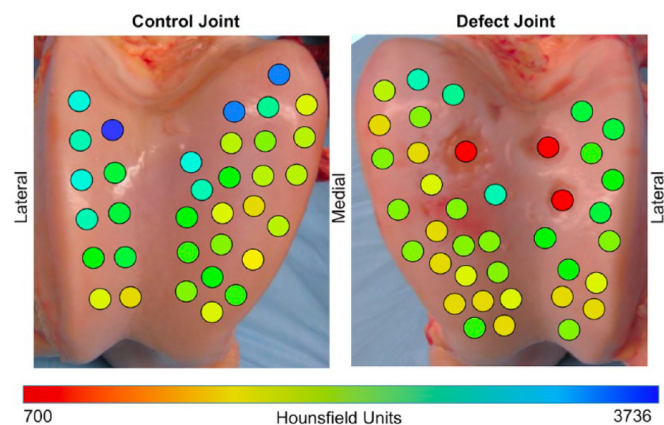 Control Joint
Defect Joint
Lateral
Medial
Lateral
700
Hounsfield Units
3736